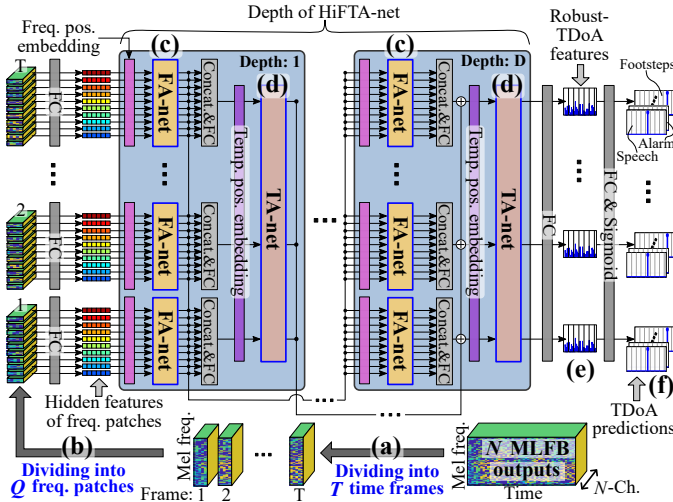 Depth of HiFTA-net
Freq. pos.
embedding
Robust-
TDoA
features
Footsteps
Alarm
Speech
T
FC
(c)
FA-net
Concat.&FC
Depth: 1
(d)
Temp. pos. embedding
TA-net
(c)
FA-net
Concat.&FC
Depth: D
(d)
Temp. pos. embedding
TA-net
FC
FC & Sigmoid
2
FC
FA-net
Concat.&FC
FA-net
Concat.&FC
1
FC
FA-net
Concat.&FC
FA-net
Concat.&FC
(e)
(f)
Hidden features
of freq. patches
TDoA
predictions
(b)
Dividing into
Q freq. patches
Mel freq.
Frame: 1 2 T
(a)
Dividing into
T time frames
Mel freq.
N MLFB
outputs
Time
N-Ch.